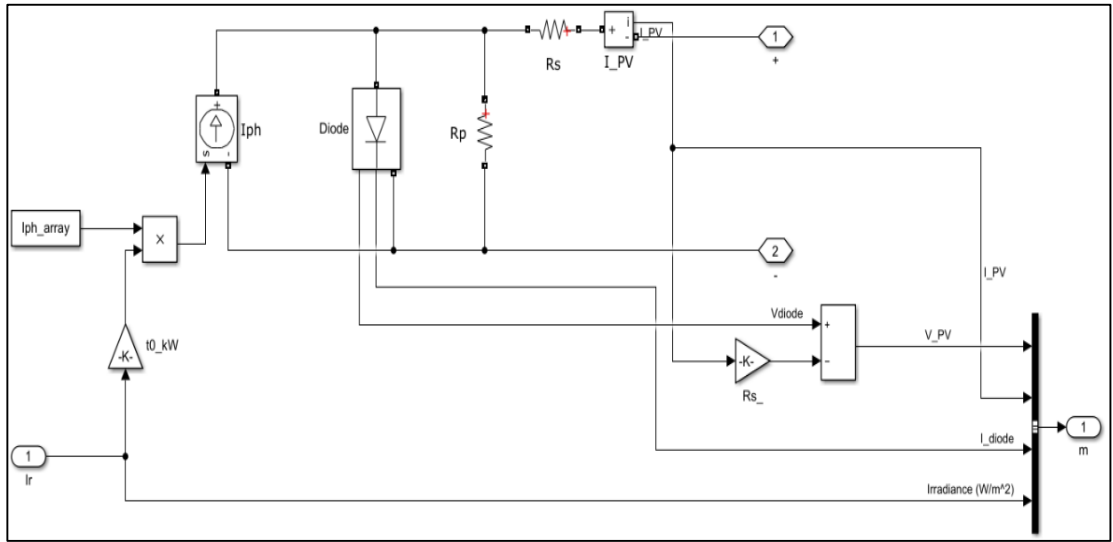 i
+
-
I_PV
1
+
Rs
I_PV
+
Iph
s
-
Diode
Rp
Iph_array
X
2
-
I_PV
Vdiode
+
t0_kW
V_PV
-K-
-K-
−
Rs_
1
Ir
I_diode
1
m
Irradiance (W/m^2)